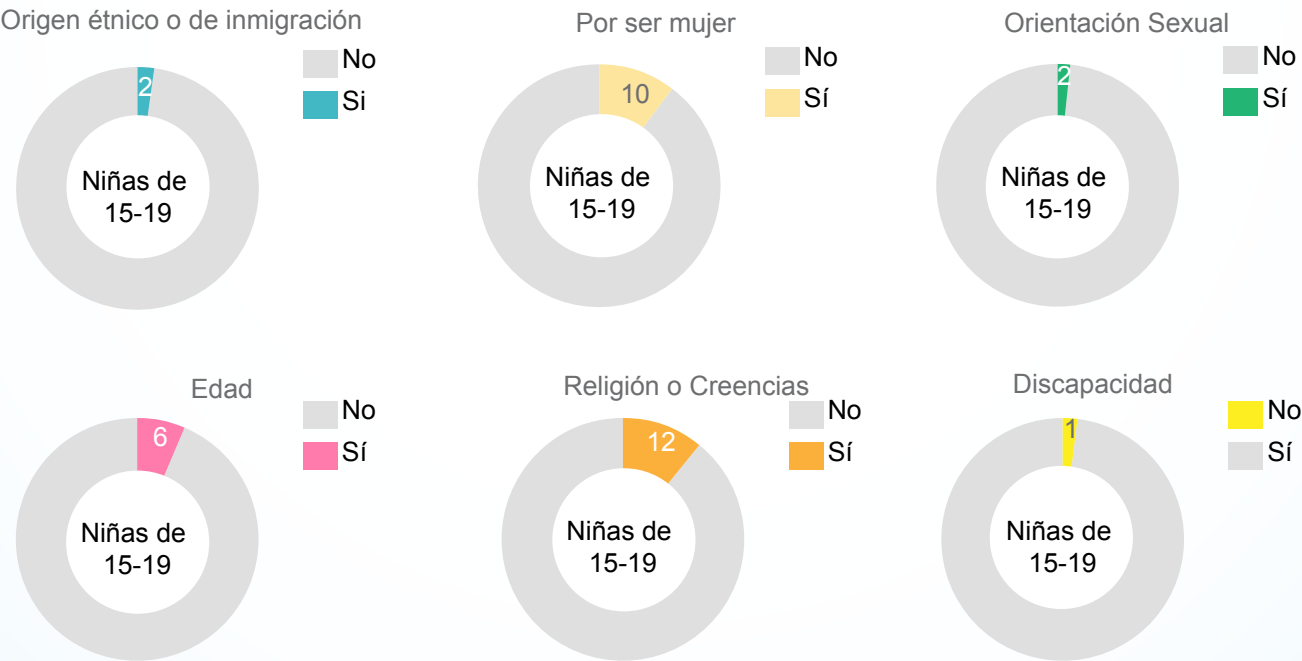 Origen étnico o de inmigración
No
Si
2
Niñas de
15-19
Por ser mujer
No
Sí
10
Niñas de
15-19
Orientación Sexual
No
Sí
2
Niñas de
15-19
Edad
No
Sí
6
Niñas de
15-19
Religión o Creencias
No
Sí
12
Niñas de
15-19
Discapacidad
No
Sí
1
Niñas de
15-19